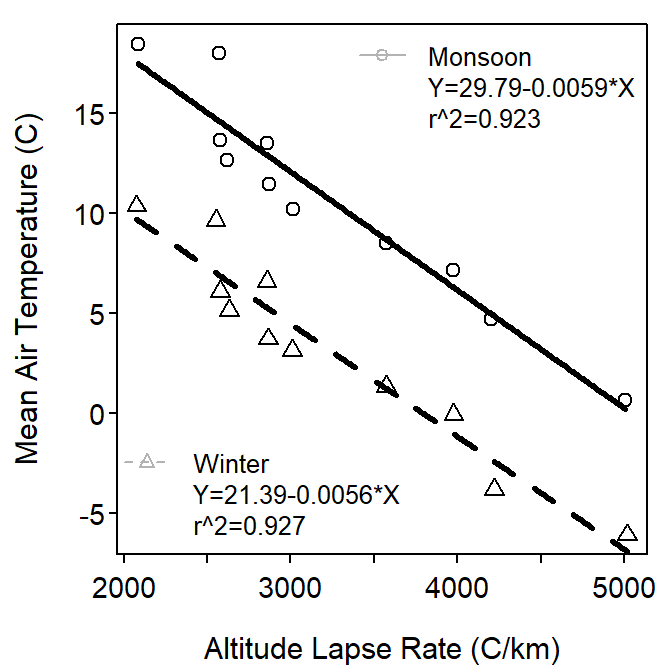 Monsoon
Y=29.79-0.0059*X
r^2=0.923
Mean Air Temperature (C)
15
10
5
0
-5
Winter
Y=21.39-0.0056*X
r^2=0.927
2000 3000 4000 5000
Altitude Lapse Rate (C/km)